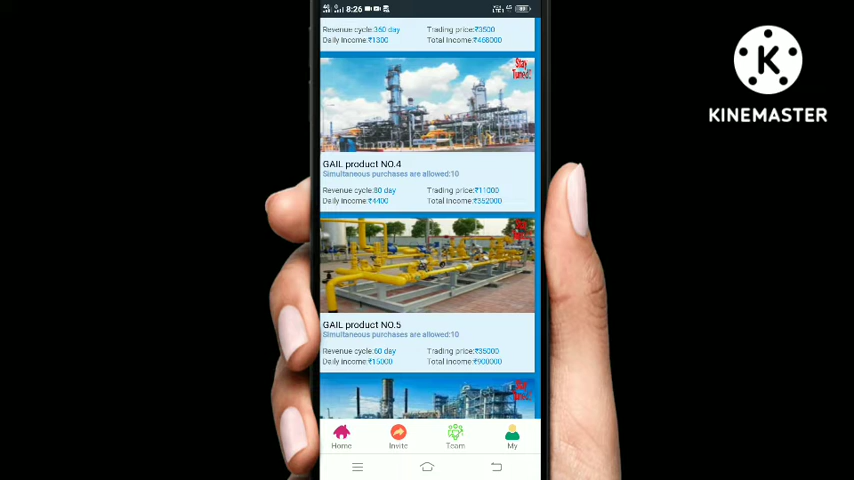 8:26
Revenue cycle:360 day
Trading price:₹3500
Daily Income:₹1300
Total Income:₹468000
Stay Tuned!
GAIL product NO.4
Simultaneous purchases are allowed:10
Revenue cycle:80 day
Trading price:₹11000
Daily Income:₹4400
Total Income:₹352000
GAIL product NO.5
Simultaneous purchases are allowed:10
Revenue cycle:60 day
Trading price:₹35000
Daily Income:₹15000
Total Income:₹900000
Home
Invite
Team
My
K
KINEMASTER